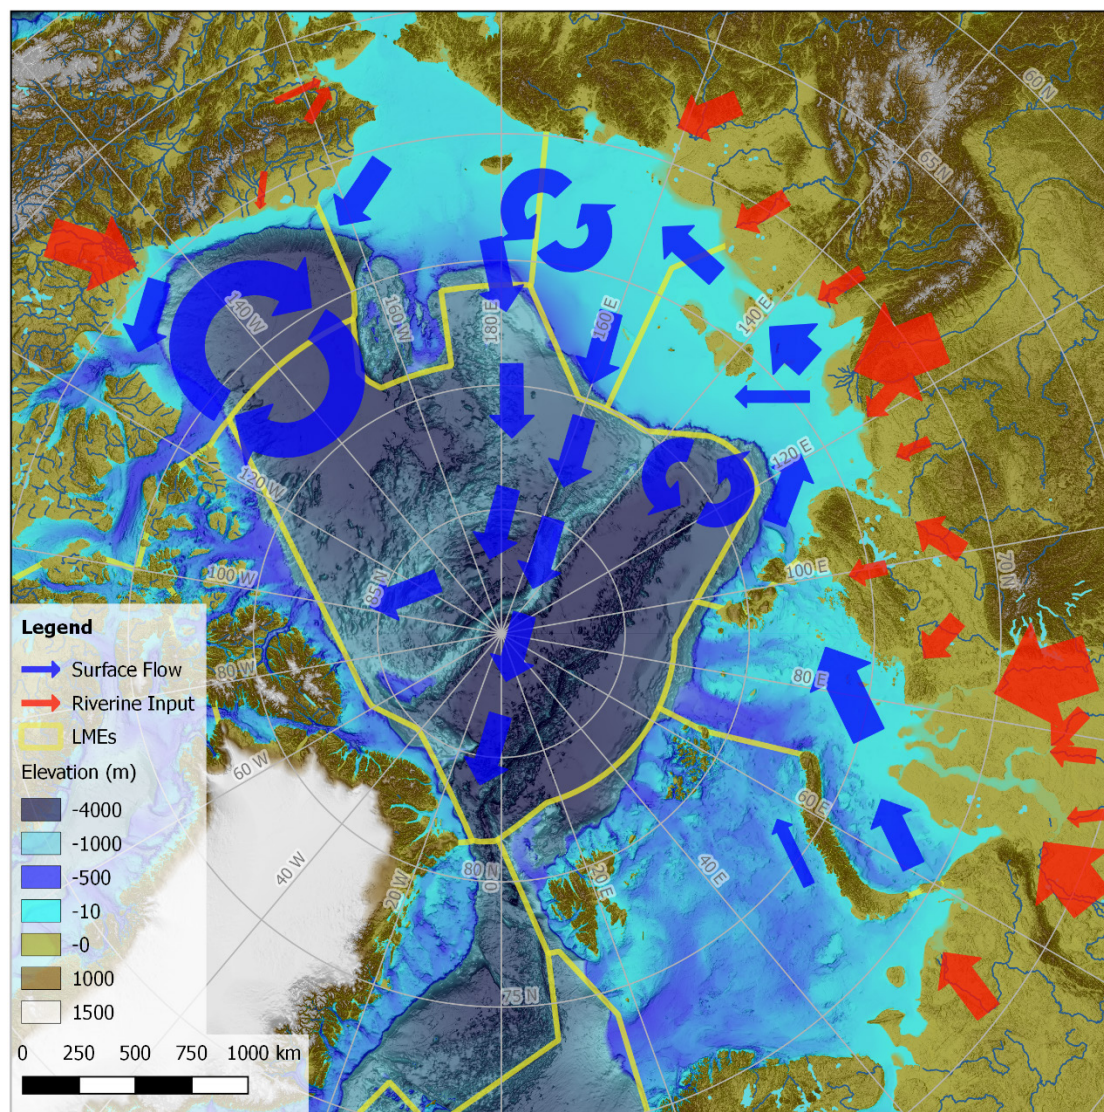 60 N
65 N
140 W
160 W
180 E
160 E
140 E
120 E
120 W
100 W
85 N
100 E
70 N
80 W
80 E
60 W
60 E
40 W
20 W
80 N
0
20 E
40 E
75 N
Legend
Surface Flow
Riverine Input
LMEs
Elevation (m)
-4000
-1000
-500
-10
-0
1000
1500
0 250 500 750 1000 km